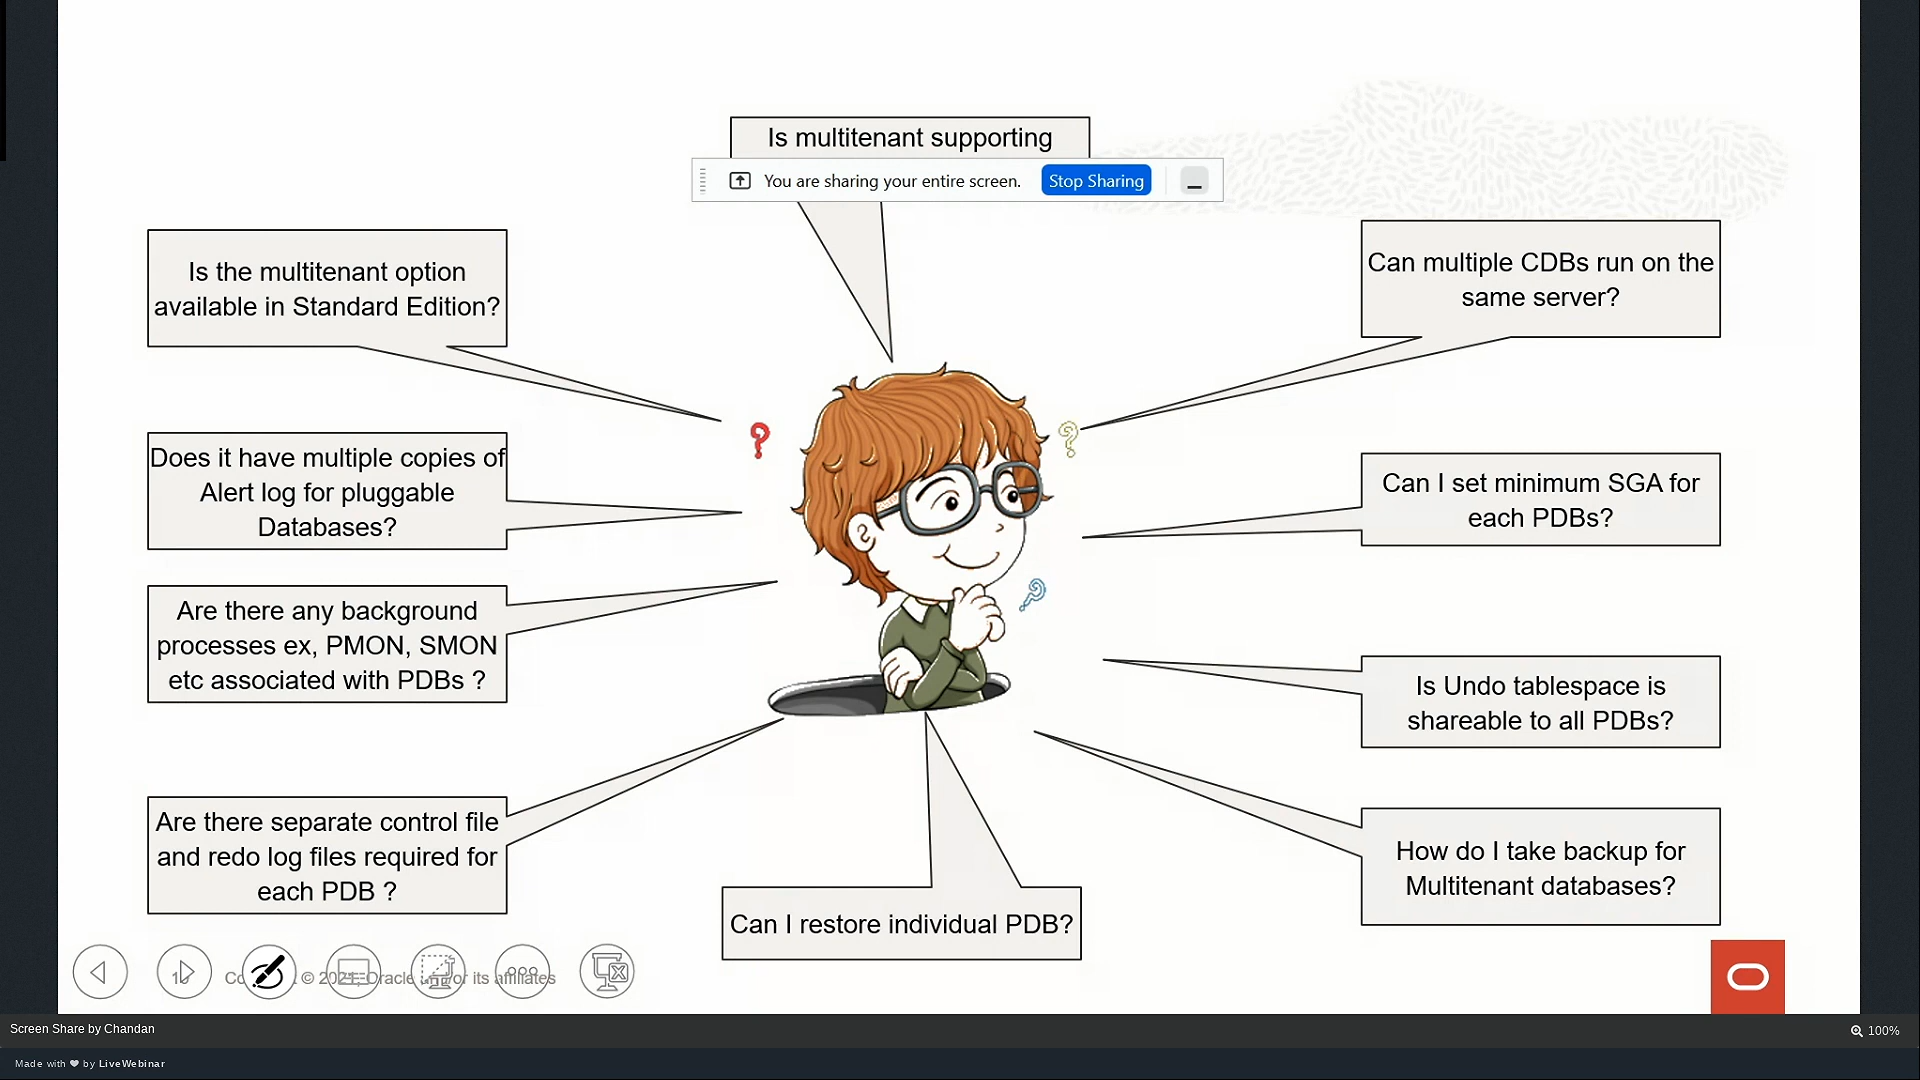 Is multitenant supporting
You are sharing your entire screen.
Stop Sharing
Is the multitenant option
available in Standard Edition?
Can multiple CDBs run on the
same server?
Does it have multiple copies of
Alert log for pluggable
Databases?
Can I set minimum SGA for
each PDBs?
Are there any background
processes ex, PMON, SMON
etc associated with PDBs ?
Is Undo tablespace is
shareable to all PDBs?
Are there separate control file
and redo log files required for
each PDB ?
How do I take backup for
Multitenant databases?
Can I restore individual PDB?
© 2021, Oracle its affiliates
Screen Share by Chandan
100%
Made with ❤ by LiveWebinar